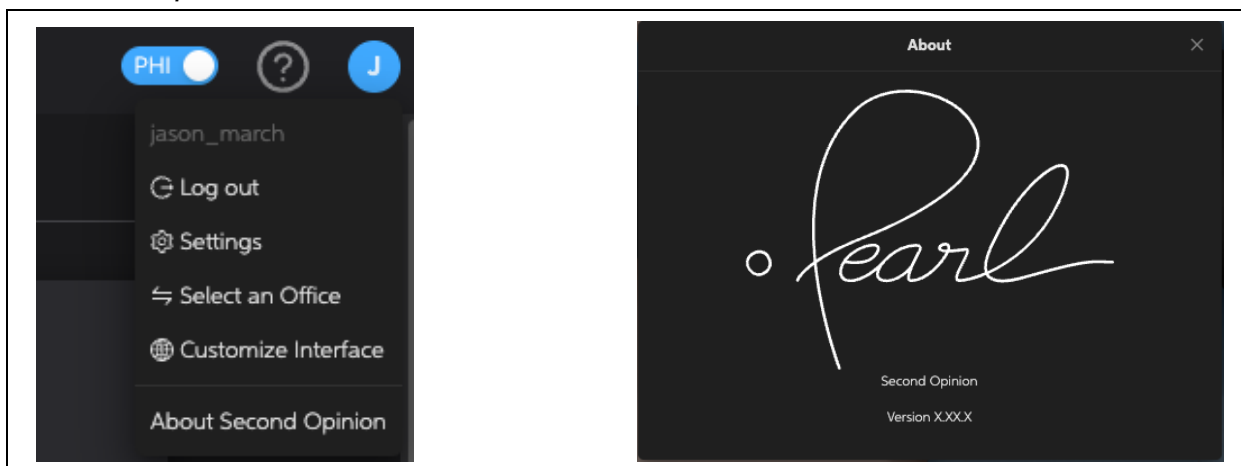 PHI
?
J
jason_march
Log out
Settings
Select an Office
Customize Interface
About Second Opinion
About
Pearl
Second Opinion
Version X.XX.X